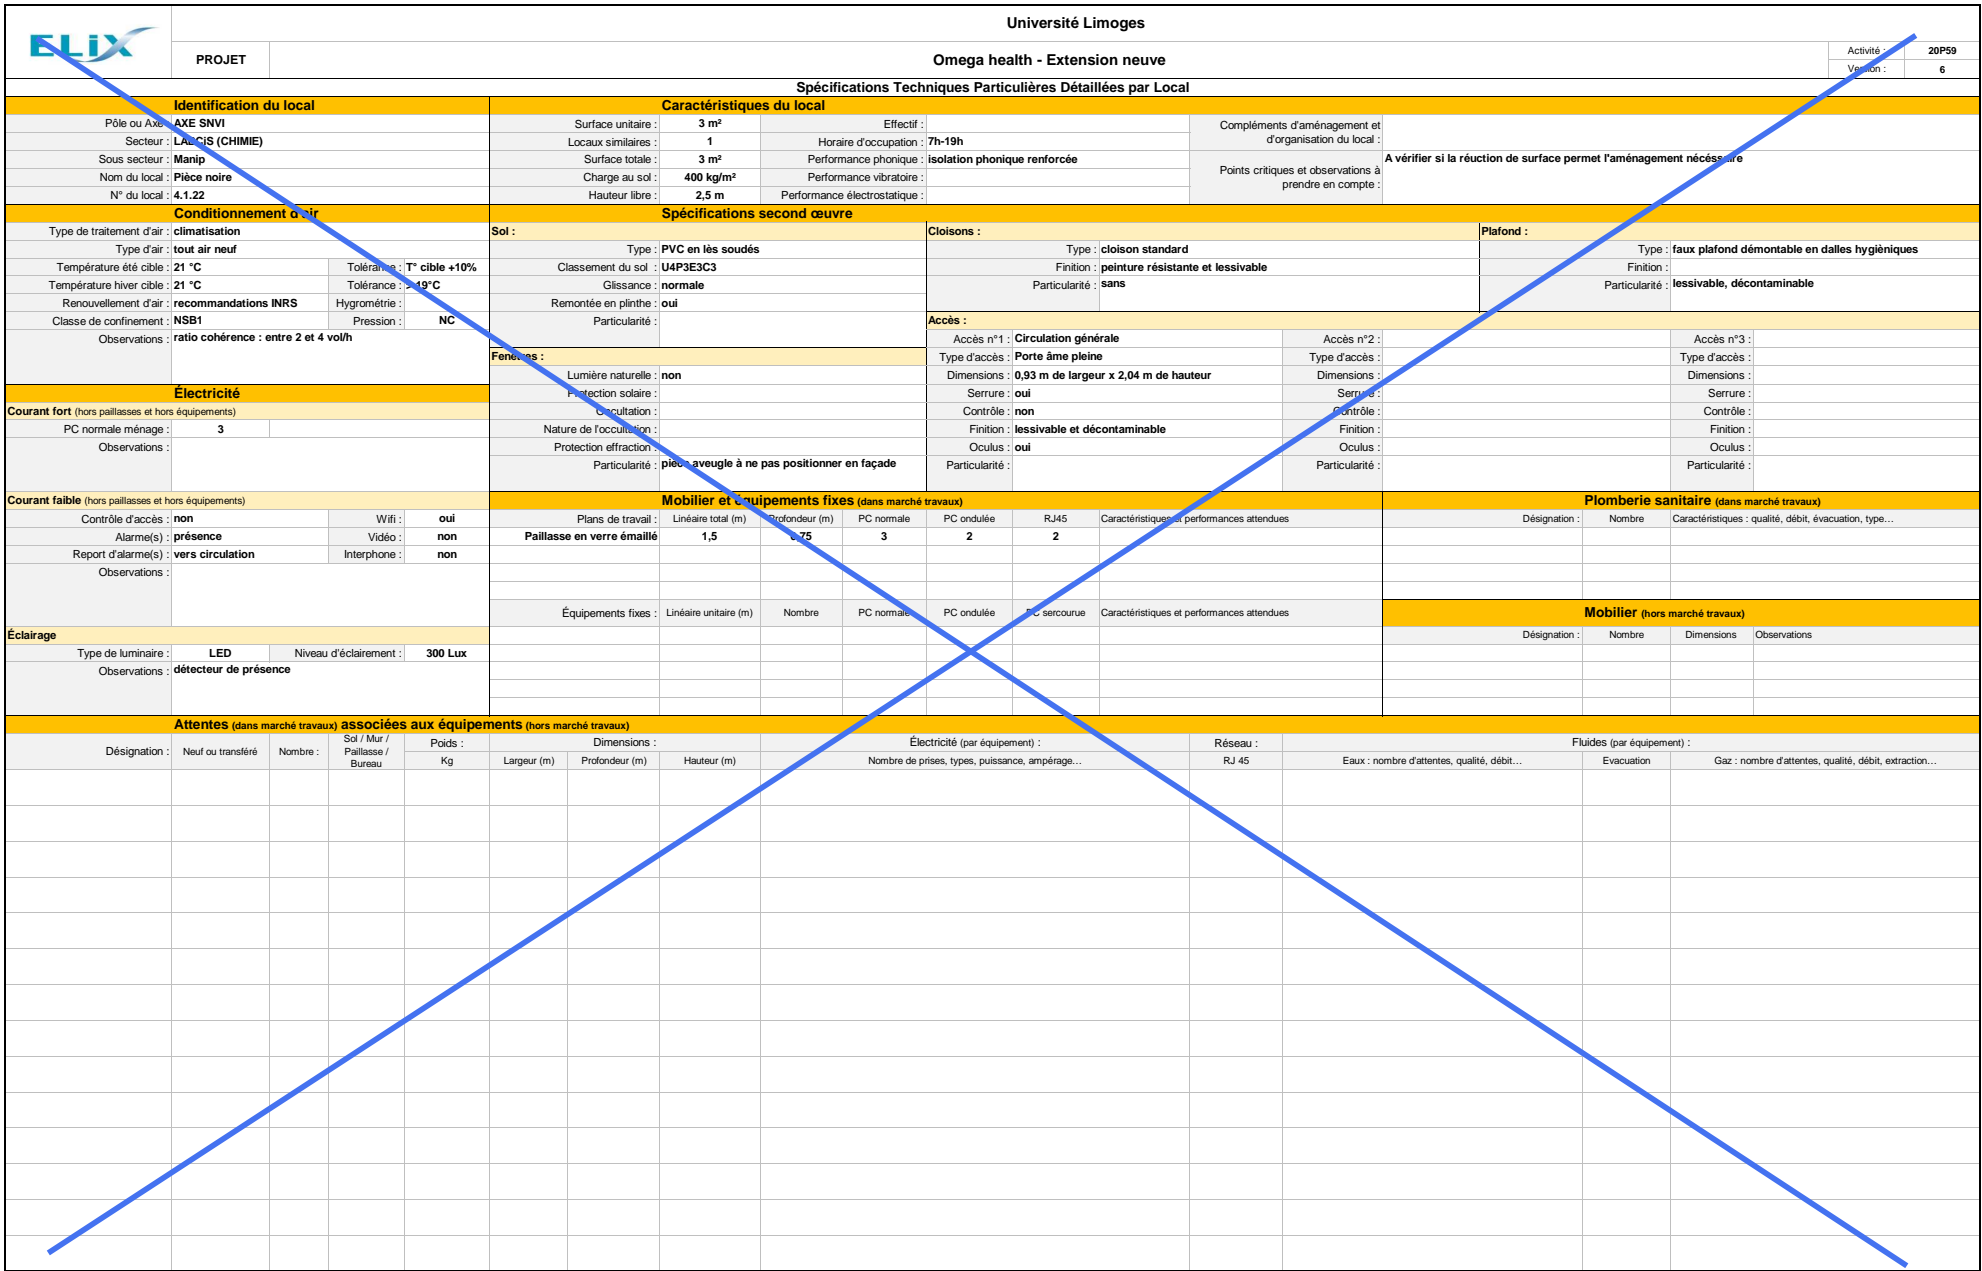 ELiX
Université Limoges
PROJET
Omega health - Extension neuve
Activité : 20P59
Version : 6
Spécifications Techniques Particulières Détaillées par Local
Identification du local
Caractéristiques du local
Pôle ou Axe : AXE SNVI
Surface unitaire : 3 m² Effectif :
Compléments d'aménagement et d'organisation du local :
Secteur : LABCiS (CHIMIE)
Locaux similaires : 1 Horaire d'occupation : 7h-19h
Sous secteur : Manip
Surface totale : 3 m² Performance phonique : isolation phonique renforcée
Points critiques et observations à prendre en compte : A vérifier si la réuction de surface permet l'aménagement nécéssaire
Nom du local : Pièce noire
Charge au sol : 400 kg/m² Performance vibratoire :
N° du local : 4.1.22
Hauteur libre : 2,5 m Performance électrostatique :
Conditionnement d'air
Type de traitement d'air : climatisation
Type d'air : tout air neuf
Température été cible : 21 °C Tolérance : T° cible +10%
Température hiver cible : 21 °C Tolérance : > 19°C
Renouvellement d'air : recommandations INRS Hygrométrie :
Classe de confinement : NSB1 Pression : NC
Observations : ratio cohérence : entre 2 et 4 vol/h
Spécifications second œuvre
Sol :
Type : PVC en lès soudés
Classement du sol : U4P3E3C3
Glissance : normale
Remontée en plinthe : oui
Particularité :
Cloisons :
Type : cloison standard
Finition : peinture résistante et lessivable
Particularité : sans
Plafond :
Type : faux plafond démontable en dalles hygièniques
Finition :
Particularité : lessivable, décontaminable
Fenêtres :
Lumière naturelle : non
Protection solaire :
Occultation :
Nature de l'occultation :
Protection effraction :
Particularité : pièce aveugle à ne pas positionner en façade
Accès :
Accès n°1 : Circulation générale Accès n°2 : Accès n°3 :
Type d'accès : Porte âme pleine Type d'accès : Type d'accès :
Dimensions : 0,93 m de largeur x 2,04 m de hauteur Dimensions : Dimensions :
Serrure : oui Serrure : Serrure :
Contrôle : non Contrôle : Contrôle :
Finition : lessivable et décontaminable Finition : Finition :
Oculus : oui Oculus : Oculus :
Particularité : Particularité : Particularité :
Électricité
Courant fort (hors paillasses et hors équipements)
PC normale ménage : 3
Observations :
Courant faible (hors paillasses et hors équipements)
Contrôle d'accès : non Wifi : oui
Alarme(s) : présence Vidéo : non
Report d'alarme(s) : vers circulation Interphone : non
Observations :
Éclairage
Type de luminaire : LED Niveau d'éclairement : 300 Lux
Observations : détecteur de présence
Mobilier et équipements fixes (dans marché travaux)
Plans de travail : Linéaire total (m) Profondeur (m) PC normale PC ondulée RJ45 Caractéristiques et performances attendues
Paillasse en verre émaillé 1,5 0,75 3 2 2
Équipements fixes : Linéaire unitaire (m) Nombre PC normale PC ondulée PC sercourue Caractéristiques et performances attendues
Plomberie sanitaire (dans marché travaux)
Désignation : Nombre Caractéristiques : qualité, débit, évacuation, type…
Mobilier (hors marché travaux)
Désignation : Nombre Dimensions Observations
Attentes (dans marché travaux) associées aux équipements (hors marché travaux)
Désignation : Neuf ou transféré Nombre : Sol / Mur / Paillasse / Bureau Poids : Dimensions : Électricité (par équipement) : Réseau : Fluides (par équipement) :
Kg Largeur (m) Profondeur (m) Hauteur (m) Nombre de prises, types, puissance, ampérage… RJ 45 Eaux : nombre d'attentes, qualité, débit… Evacuation Gaz : nombre d'attentes, qualité, débit, extraction…